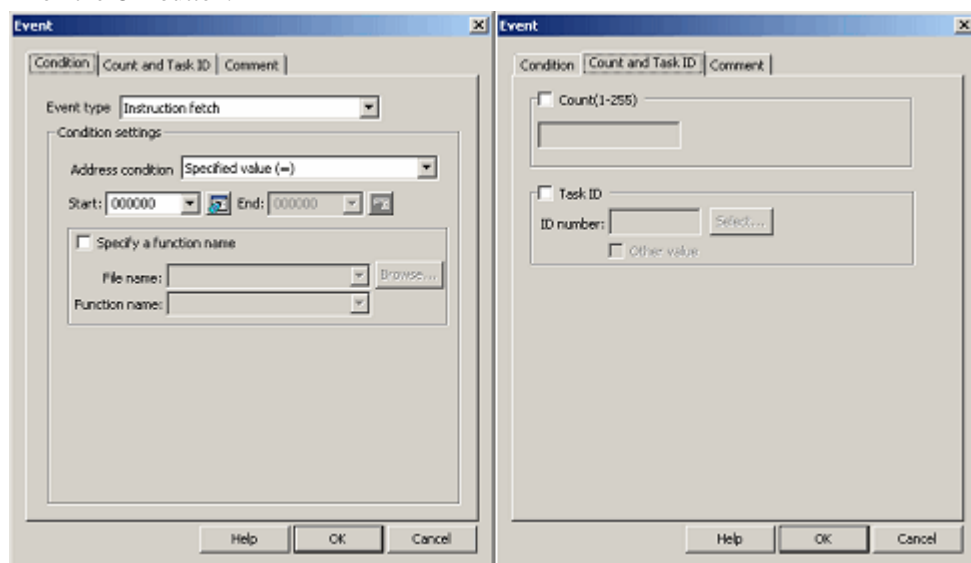 Event
Condition Count and Task ID Comment
Event type Instruction fetch
Condition settings
Address condition Specified value (=)
Start: 000000 End: 000000
Specify a function name
File name: Browse...
Function name:
Help OK Cancel
Event
Condition Count and Task ID Comment
Count(1-255)
Task ID
ID number: Select...
Other value
Help OK Cancel